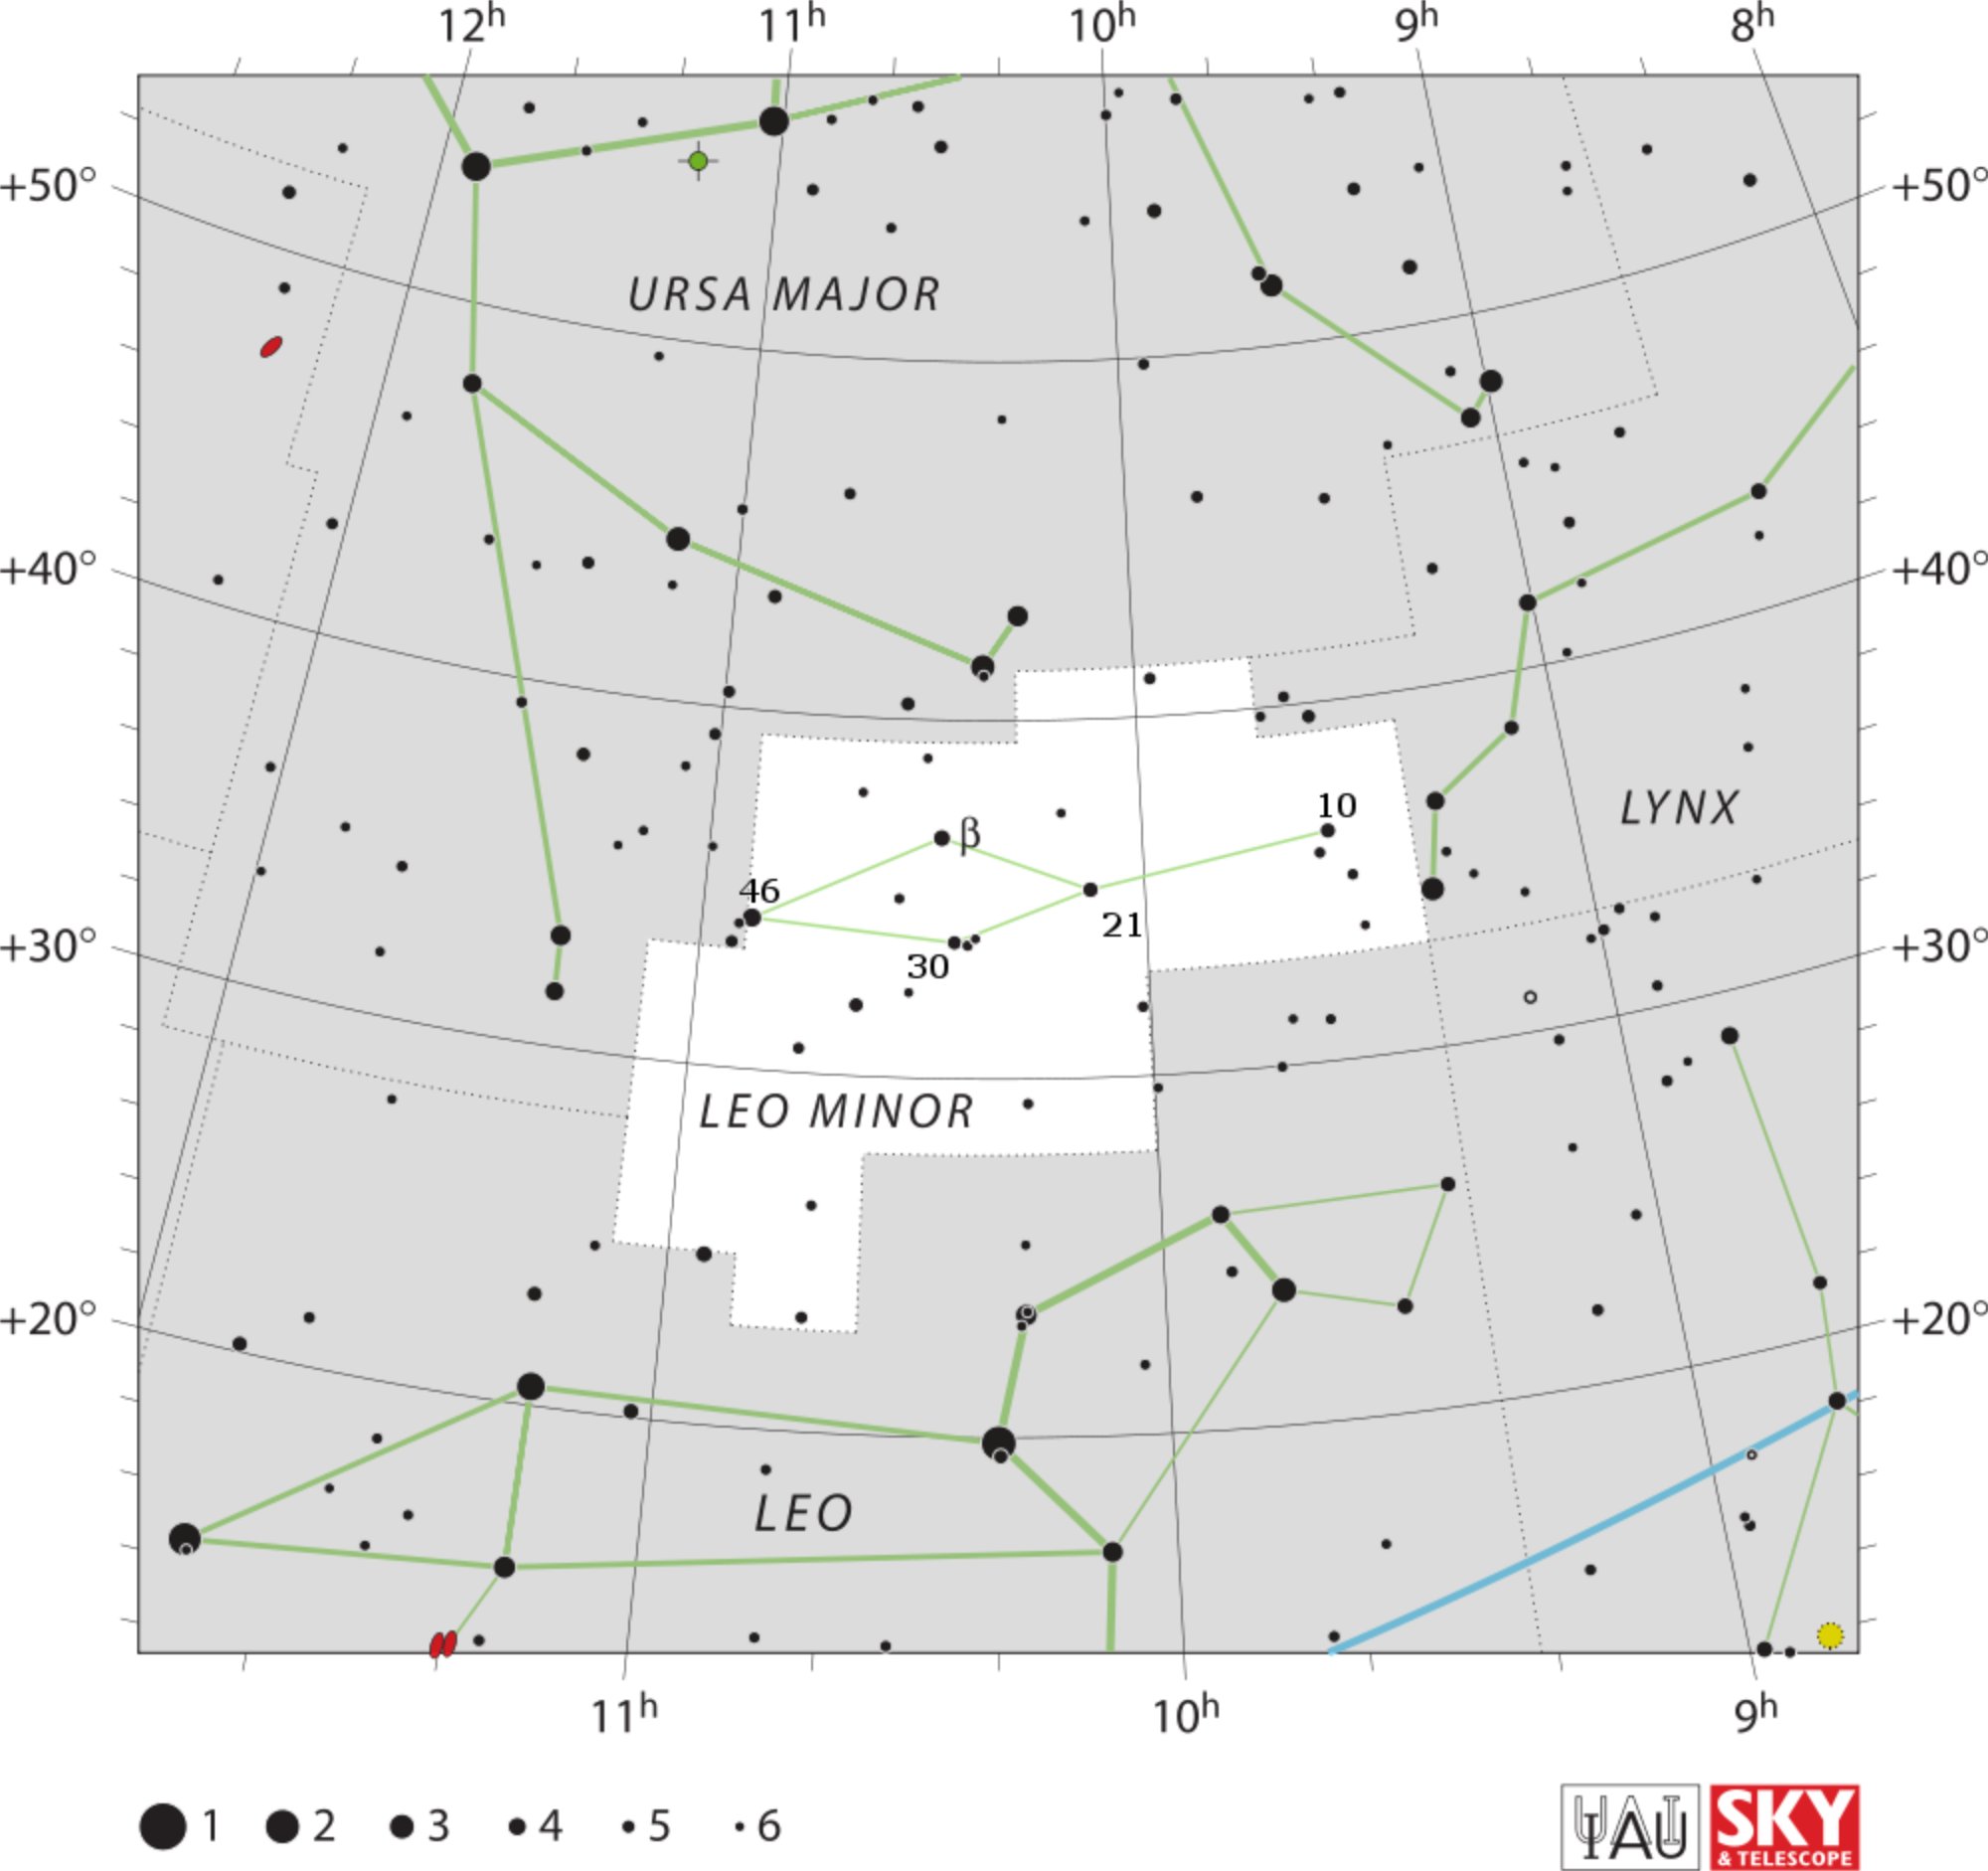 12h 11h 10h 9h 8h
+50° +50°
URSA MAJOR
+40° +40°
LYNX
10
β
46
21
30
+30° +30°
LEO MINOR
+20° +20°
LEO
11h 10h 9h
1 2 3 4 5 6
IAU
SKY
& TELESCOPE